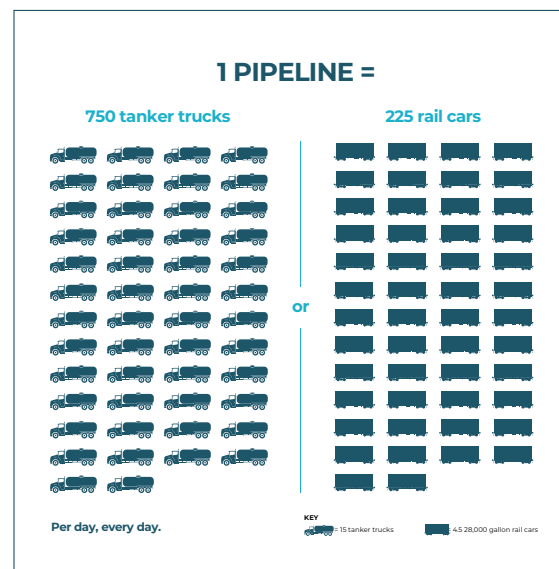 1 PIPELINE =
750 tanker trucks
225 rail cars
or
Per day, every day.
KEY
= 15 tanker trucks
= 4.5 28,000 gallon rail cars